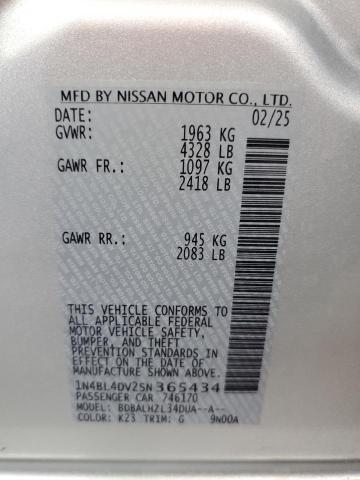 MFD BY NISSAN MOTOR CO., LTD.
DATE: 02/25
GVWR: 1963 KG
4328 LB
GAWR FR.: 1097 KG
2418 LB
GAWR RR.: 945 KG
2083 LB
THIS VEHICLE CONFORMS TO
ALL APPLICABLE FEDERAL
MOTOR VEHICLE SAFETY,
BUMPER, AND
THEFT PREVENTION STANDARDS
IN EFFECT ON THE DATE OF
MANUFACTURE SHOWN ABOVE.
1N4BL4DV2SN365434
PASSENGER CAR 746170
MODEL: BDBALHZL34DUA--A--
COLOR: K23 TRIM: G 9N00A